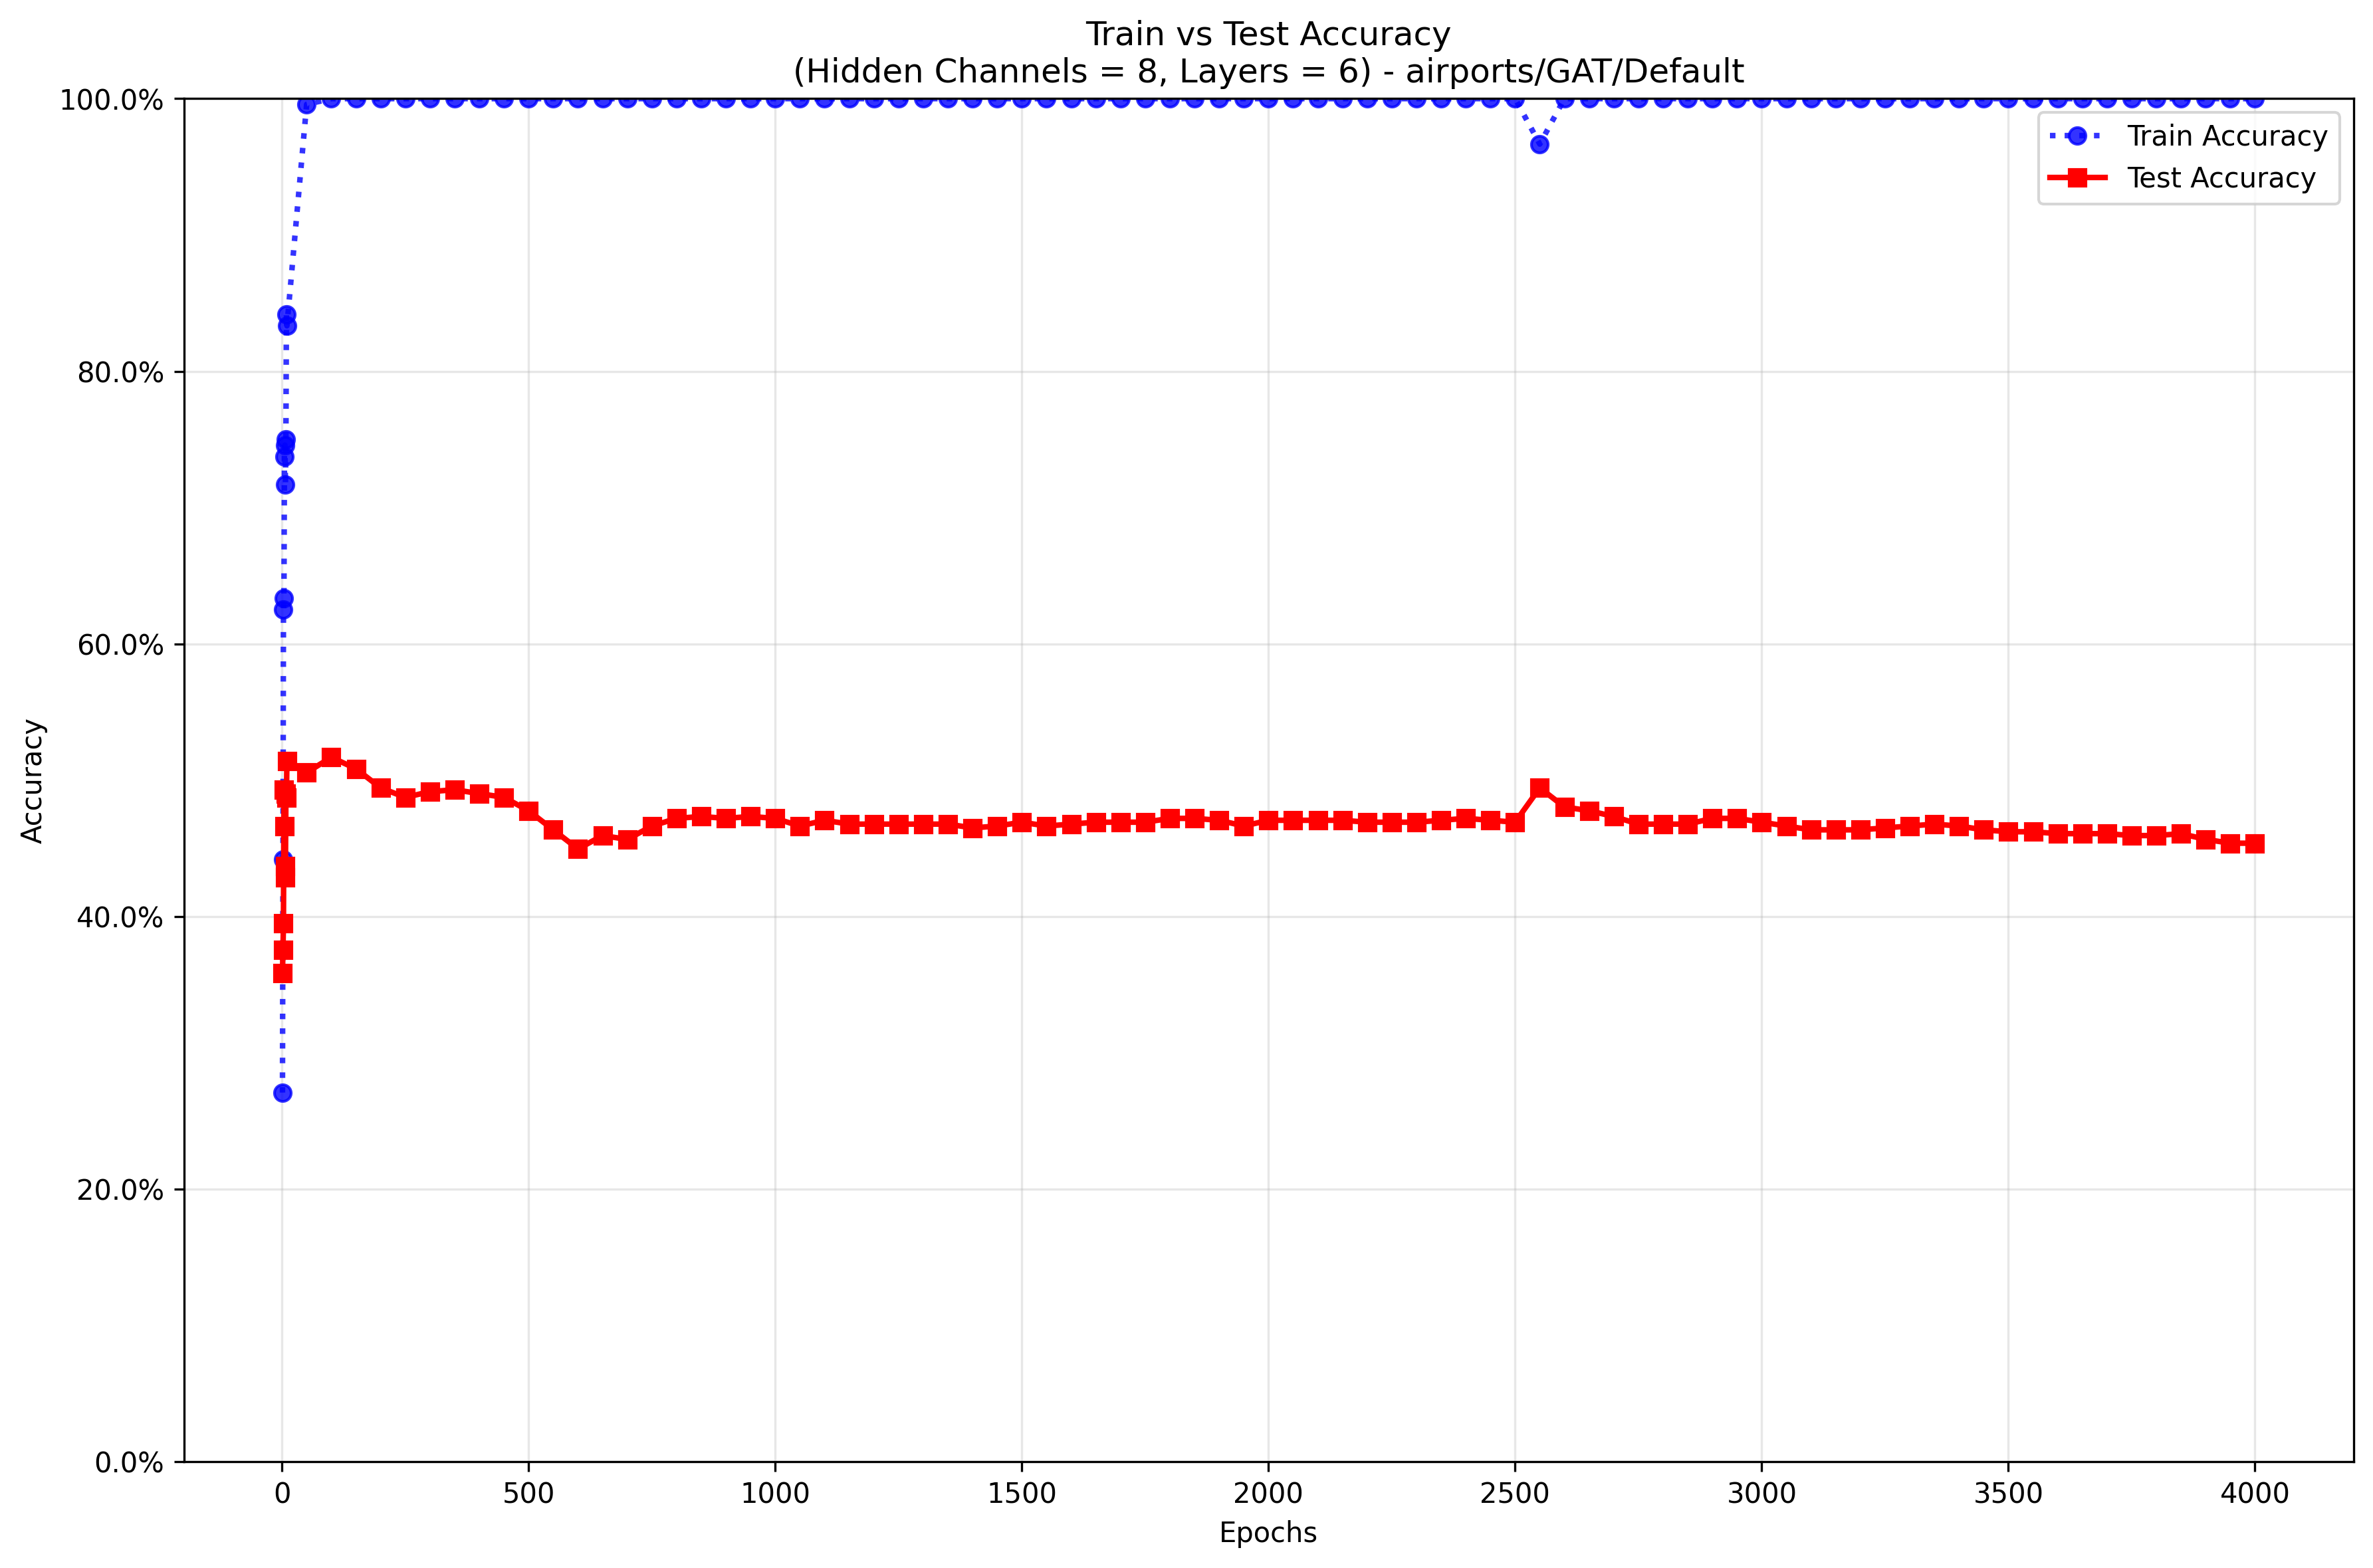 Train vs Test Accuracy
(Hidden Channels = 8, Layers = 6) - airports/GAT/Default
100.0%
80.0%
60.0%
40.0%
20.0%
0.0%
Accuracy
Train Accuracy
Test Accuracy
0
500
1000
1500
2000
2500
3000
3500
4000
Epochs